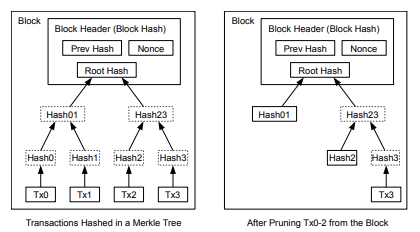 Block
Block Header (Block Hash)
Prev Hash Nonce
Root Hash
Hash01 Hash23
Hash0 Hash1 Hash2 Hash3
Tx0 Tx1 Tx2 Tx3
Transactions Hashed in a Merkle Tree
Block
Block Header (Block Hash)
Prev Hash Nonce
Root Hash
Hash01 Hash23
Hash2 Hash3
Tx3
After Pruning Tx0-2 from the Block